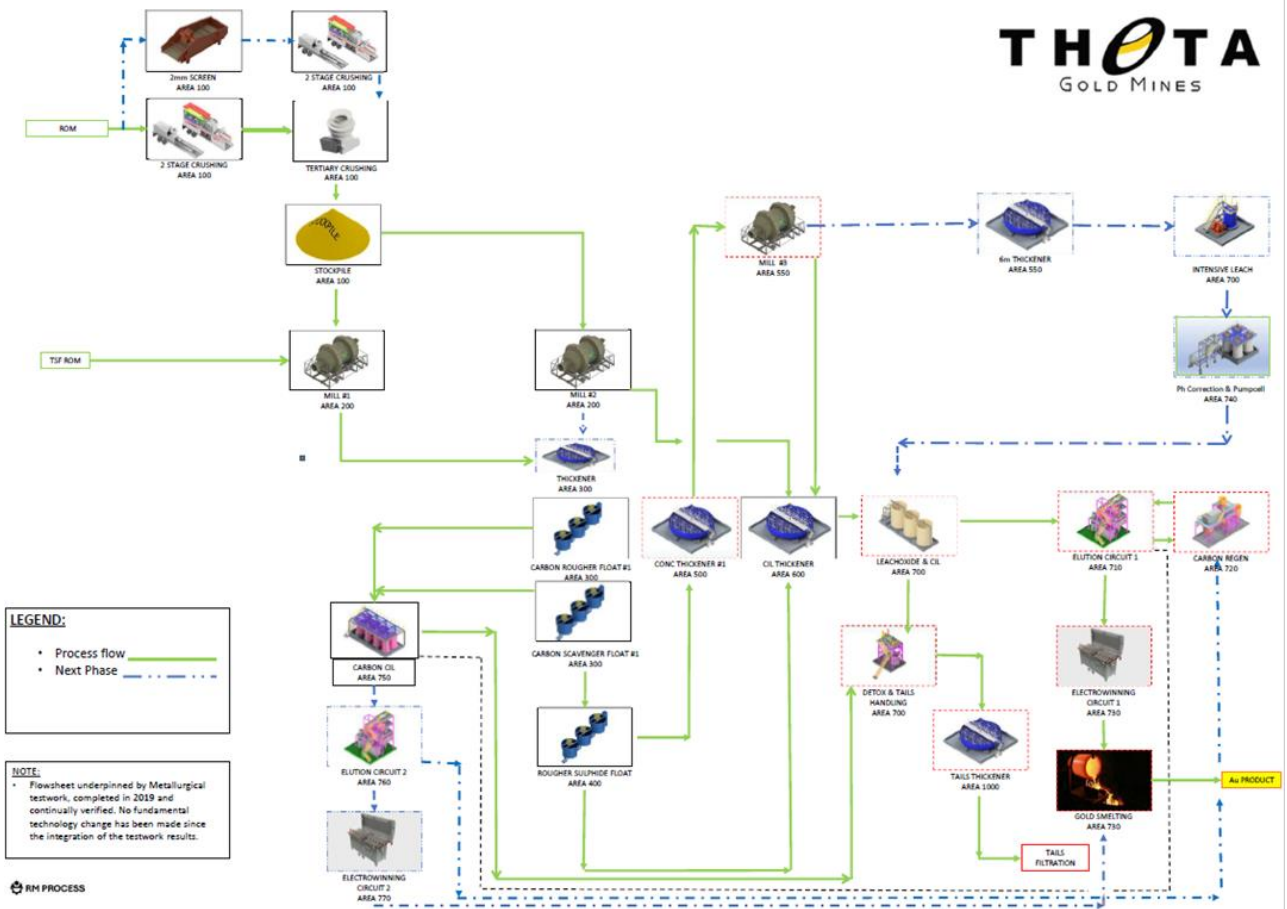 THETA
GOLD MINES
2mm SCREEN
AREA 100
2 STAGE CRUSHING
AREA 100
ROM
2 STAGE CRUSHING
AREA 100
TERTIARY CRUSHING
AREA 100
STOCKPILE
AREA 100
MILL #3
AREA 550
6m THICKENER
AREA 550
INTENSIVE LEACH
AREA 700
TSF ROM
MILL #1
AREA 200
MILL #2
AREA 200
Ph Correction & Pumpcell
AREA 740
THICKENER
AREA 300
CARBON ROUGHER FLOAT #1
AREA 300
CONC THICKENER #1
AREA 500
CIL THICKENER
AREA 600
LEACHOXIDE & CIL
AREA 700
ELUTION CIRCUIT 1
AREA 710
CARBON REGEN
AREA 720
CARBON SCAVENGER FLOAT #1
AREA 300
CARBON CIL
AREA 750
DETOX & TAILS
HANDLING
AREA 700
ELECTROWINNING
CIRCUIT 1
AREA 730
ELUTION CIRCUIT 2
AREA 760
ROUGHER SULPHIDE FLOAT
AREA 400
TAILS THICKENER
AREA 1000
GOLD SMELTING
AREA 730
Au PRODUCT
TAILS
FILTRATION
ELECTROWINNING
CIRCUIT 2
AREA 770
LEGEND:
• Process flow
• Next Phase
NOTE:
• Flowsheet underpinned by Metallurgical
testwork, completed in 2019 and
continually verified. No fundamental
technology change has been made since
the integration of the testwork results.
RM PROCESS